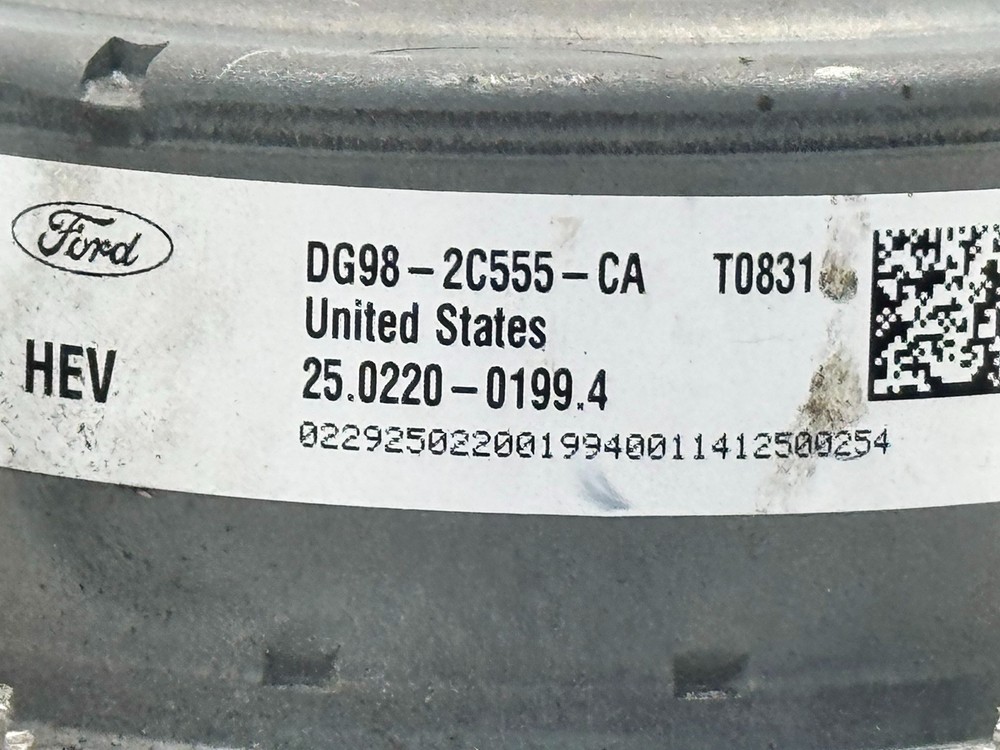 Ford
DG98-2C555-CA T0831
United States
HEV
25.0220-0199.4
0229250220019940011412500254